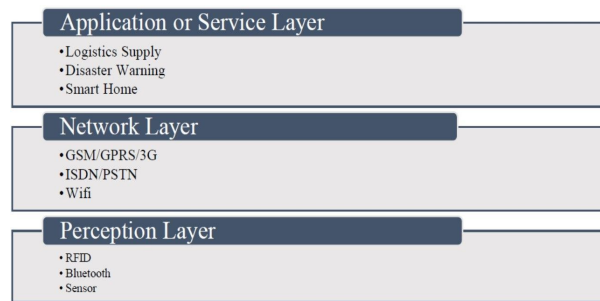 Application or Service Layer
•Logistics Supply
•Disaster Warning
•Smart Home
Network Layer
•GSM/GPRS/3G
•ISDN/PSTN
•Wifi
Perception Layer
•RFID
•Bluetooth
•Sensor